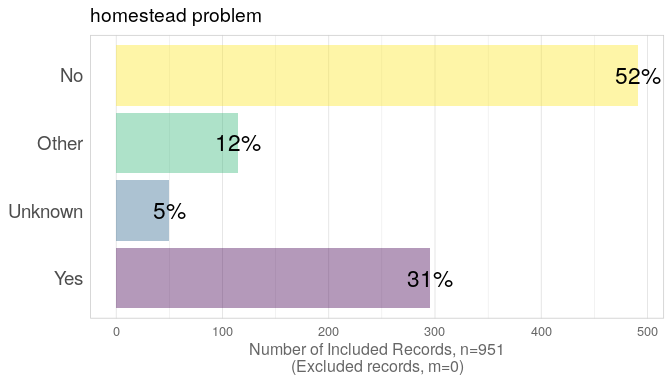 homestead problem
No
52%
Other
12%
Unknown
5%
Yes
31%
0 100 200 300 400 500
Number of Included Records, n=951
(Excluded records, m=0)